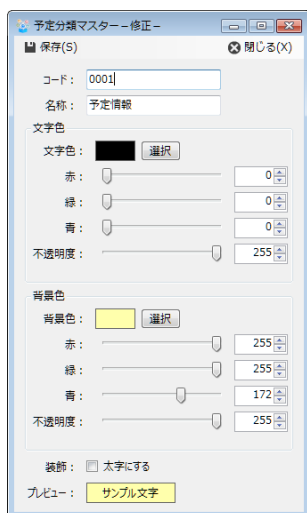 予定分類マスター－修正－
保存(S) 閉じる(X)
コード： 0001
名称： 予定情報
文字色
文字色： 選択
赤： 0
緑： 0
青： 0
不透明度： 255
背景色
背景色： 選択
赤： 255
緑： 255
青： 172
不透明度： 255
装飾： 太字にする
プレビュー： サンプル文字